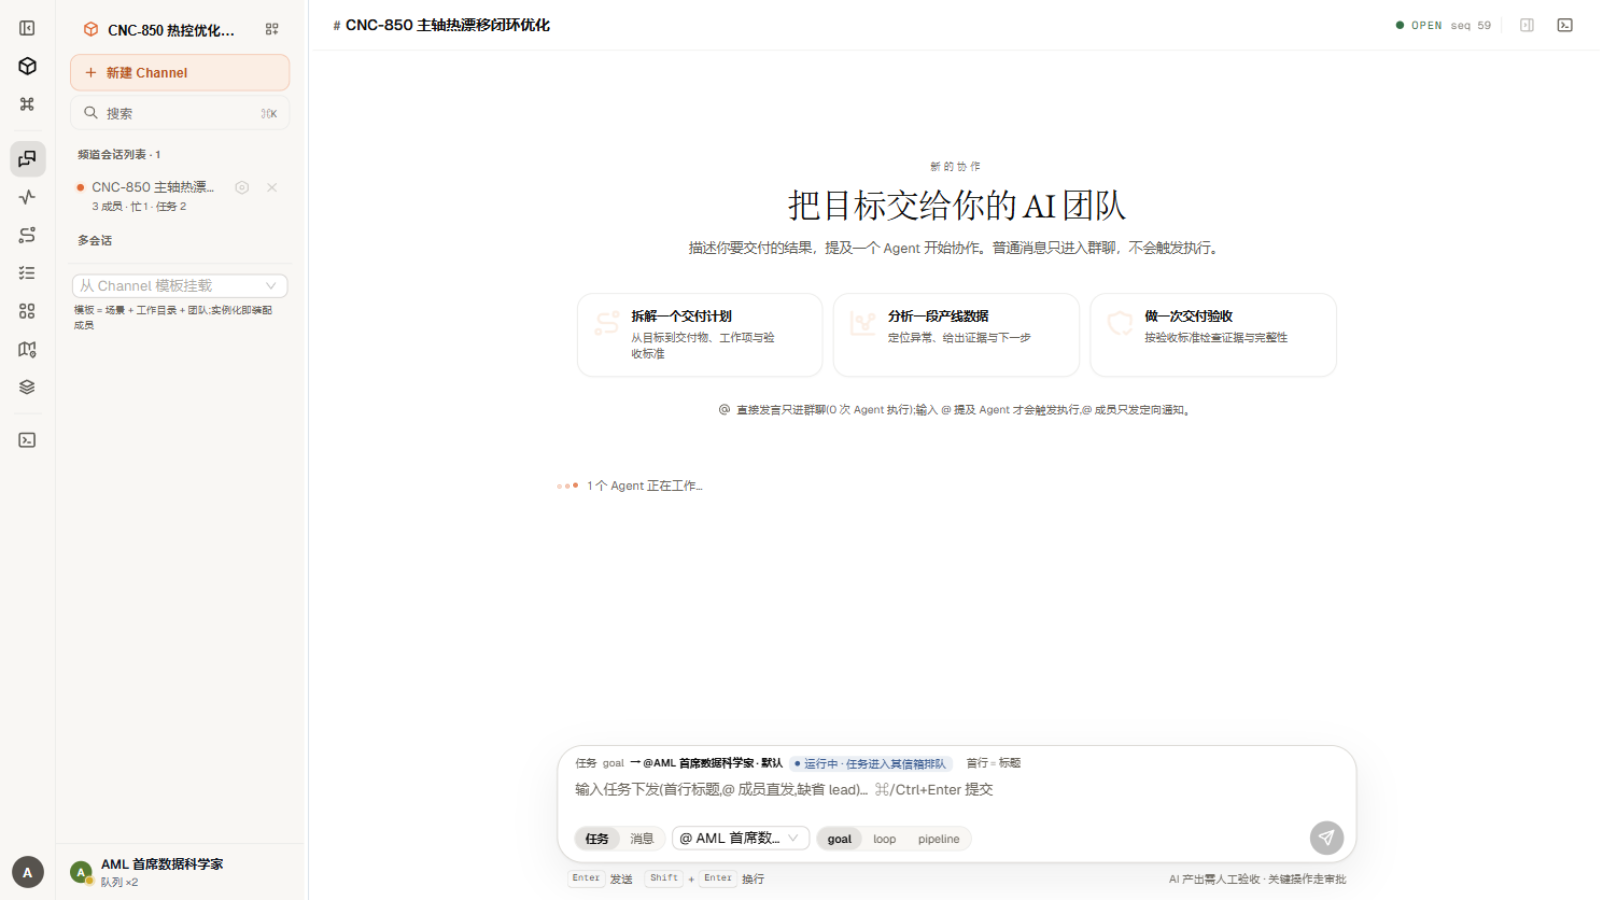 CNC-850 热控优化...
新建 Channel
搜索
⌘K
频道会话列表 · 1
CNC-850 主轴热漂...
3 成员 · 忙 1 · 任务 2
多会话
从 Channel 模板挂载
模板 = 场景 + 工作目录 + 团队;实例化即装配
成员
A
A
AML 首席数据科学家
队列 ×2
# CNC-850 主轴热漂移闭环优化
OPEN seq 59
新的协作
把目标交给你的 AI 团队
描述你要交付的结果，提及一个 Agent 开始协作。普通消息只进入群聊，不会触发执行。
拆解一个交付计划
从目标到交付物、工作项与验
收标准
分析一段产线数据
定位异常、给出证据与下一步
做一次交付验收
按验收标准检查证据与完整性
@ 直接发言只进群聊(0 次 Agent 执行);输入 @ 提及 Agent 才会触发执行,@ 成员只发定向通知。
1 个 Agent 正在工作...
任务 goal → @AML 首席数据科学家 · 默认 运行中 · 任务进入其信箱排队 首行 = 标题
输入任务下发(首行标题,@ 成员直发,缺省 lead)... ⌘/Ctrl+Enter 提交
任务 消息 @ AML 首席数... goal loop pipeline
Enter 发送 Shift + Enter 换行
AI 产出需人工验收 · 关键操作走审批